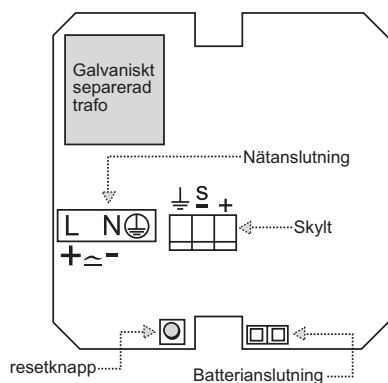 Galvaniskt
separerad
trafo
Nätanslutning
⏚ S +
-
L N ⏚
Skylt
+ ≃ -
resetknapp
Batterianslutning